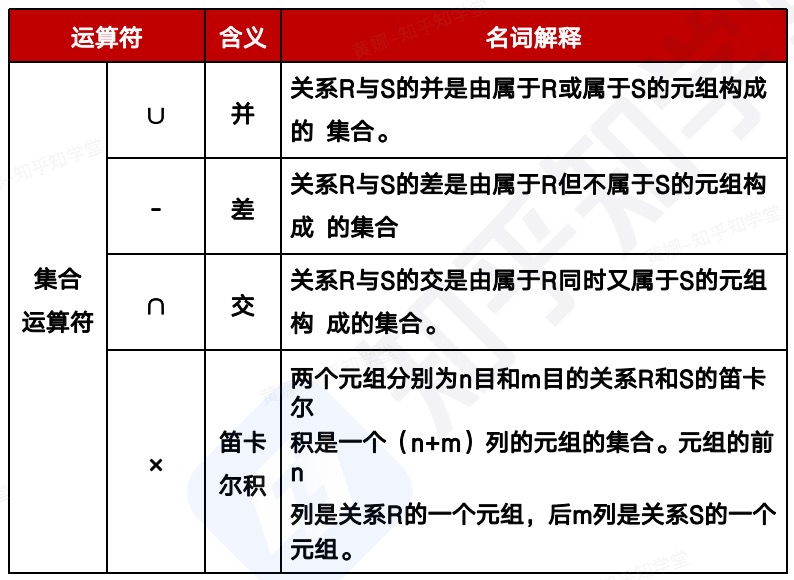 运算符 含义 名词解释
集合
运算符
∪ 并
关系R与S的并是由属于R或属于S的元组构成
的 集合。
- 差
关系R与S的差是由属于R但不属于S的元组构
成 的集合
∩ 交
关系R与S的交是由属于R同时又属于S的元组
构 成的集合。
×
笛卡
尔积
两个元组分别为n目和m目的关系R和S的笛卡
尔
积是一个（n+m）列的元组的集合。元组的前
n
列是关系R的一个元组，后m列是关系S的一个
元组。
知乎知学堂
黄娜--知乎知学堂